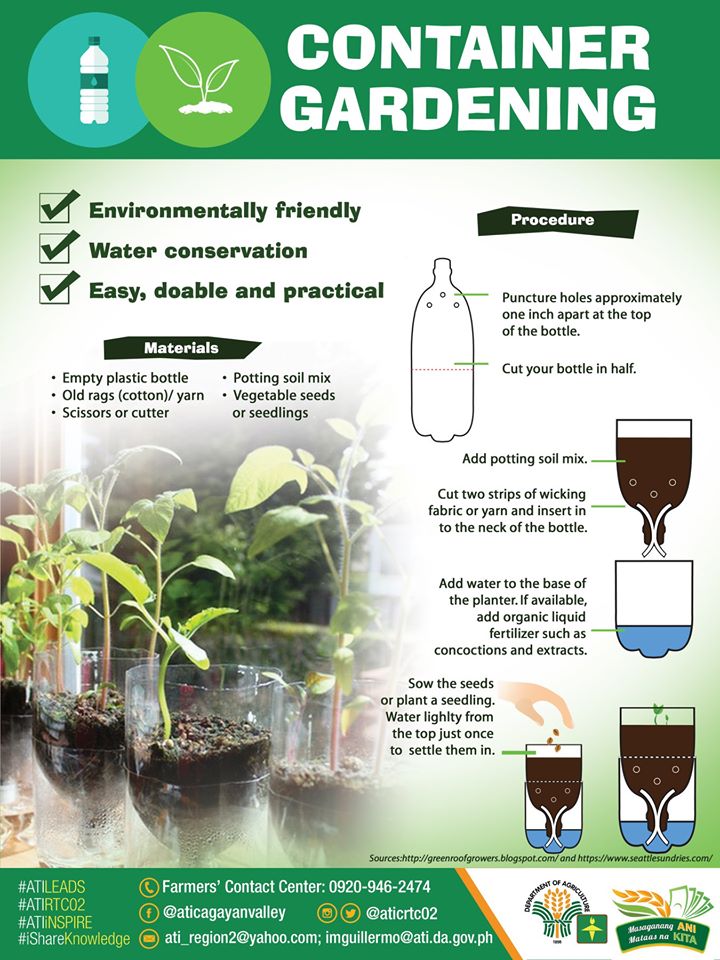 CONTAINER
GARDENING
Environmentally friendly
Water conservation
Easy, doable and practical
Materials
• Empty plastic bottle
• Old rags (cotton)/ yarn
• Scissors or cutter
• Potting soil mix
• Vegetable seeds
or seedlings
Procedure
Puncture holes approximately
one inch apart at the top
of the bottle.
Cut your bottle in half.
Add potting soil mix.
Cut two strips of wicking
fabric or yarn and insert in
to the neck of the bottle.
Add water to the base of
the planter. If available,
add organic liquid
fertilizer such as
concoctions and extracts.
Sow the seeds
or plant a seedling.
Water lighlty from
the top just once
to settle them in.
Sources:http://greenroofgrowers.blogspot.com/ and https://www.seattlesundries.com/
#ATILEADS
#ATIRTC02
#ATIiNSPIRE
#iShareKnowledge
Farmers' Contact Center: 0920-946-2474
@aticagayanvalley
@aticrtc02
ati_region2@yahoo.com; imguillermo@ati.da.gov.ph
DEPARTMENT OF AGRICULTURE
1898
Masaganang ANI
Mataas na KITA